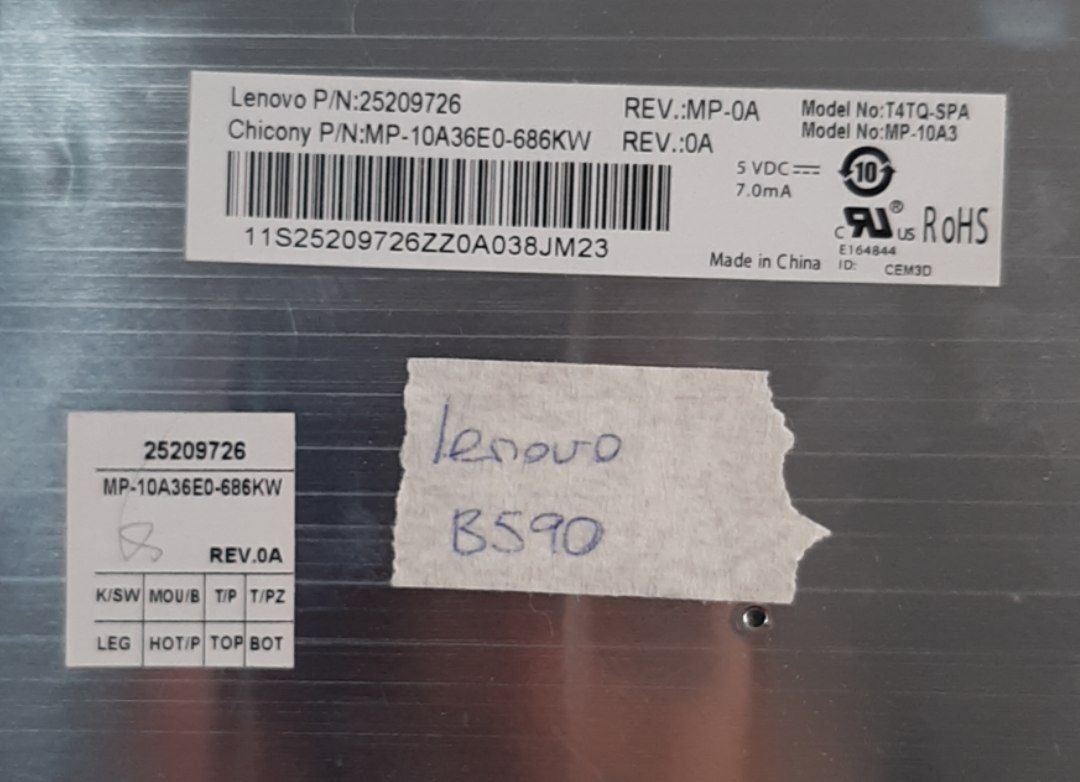 Lenovo P/N:25209726
Chicony P/N:MP-10A36E0-686KW
REV.:MP-0A
REV.:0A
Model No:T4TQ-SPA
Model No:MP-10A3
5 VDC
7.0mA
10
c RU® us
RoHS
E164844
ID: CEM3D
Made in China
11S25209726ZZ0A038JM23
lenovo
B590
25209726
MP-10A36E0-686KW
8
REV.0A
K/SW MOU/B T/P T/PZ
LEG HOT/P TOP BOT